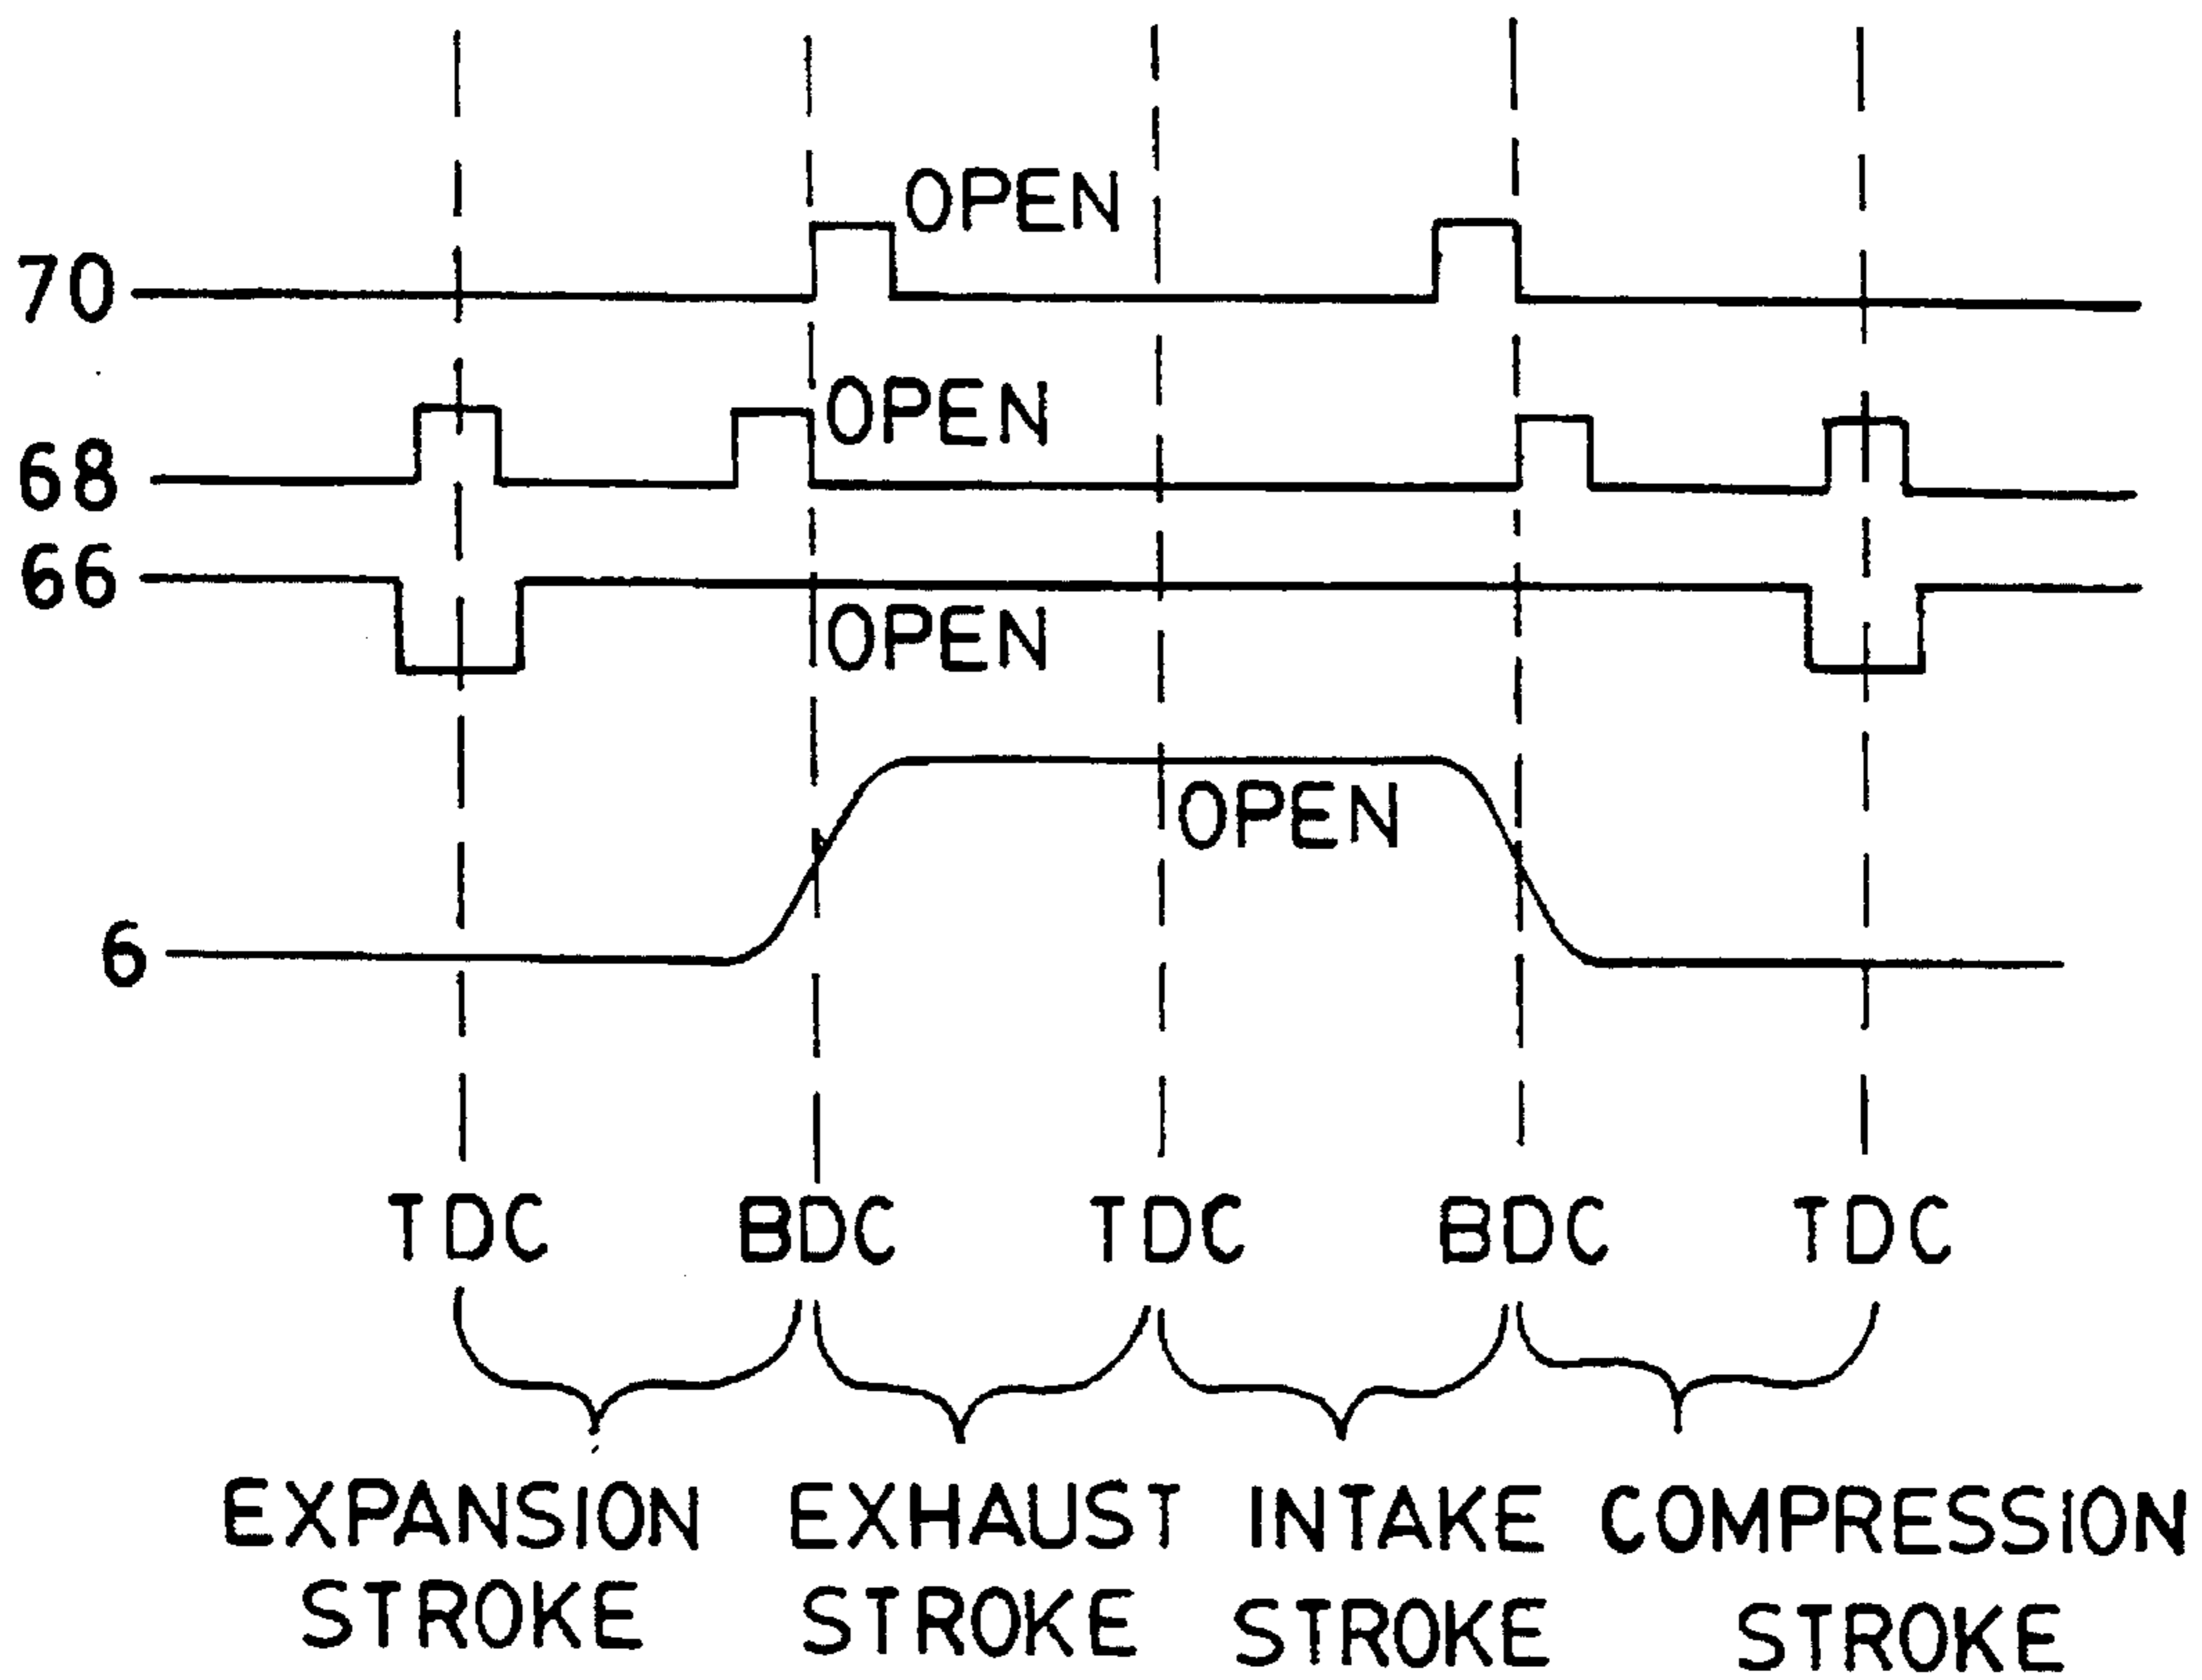 OPEN
70
OPEN
68
66
OPEN
OPEN
6
TDC BDC TDC BDC TDC
EXPANSION STROKE
EXHAUST STROKE
INTAKE STROKE
COMPRESSION STROKE